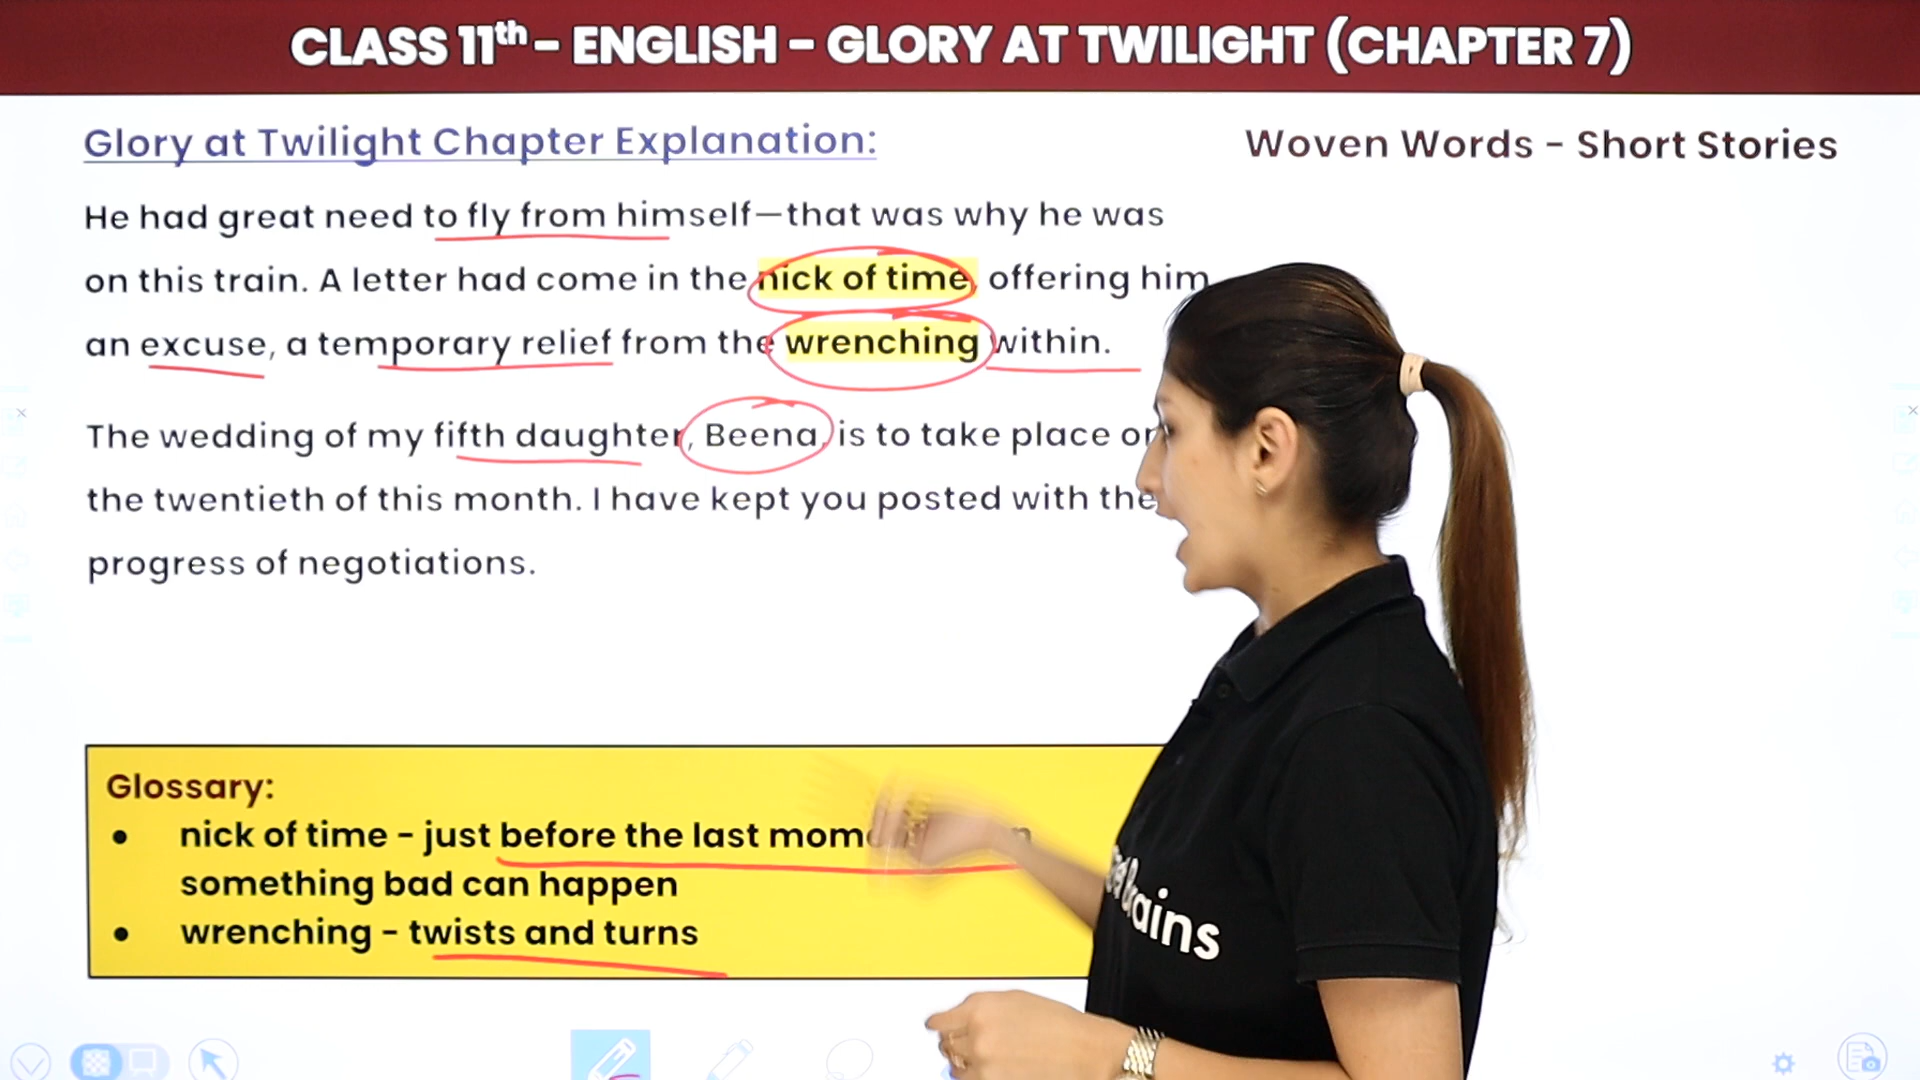 CLASS 11th - ENGLISH - GLORY AT TWILIGHT (CHAPTER 7)
Glory at Twilight Chapter Explanation:
Woven Words - Short Stories
He had great need to fly from himself—that was why he was
on this train. A letter had come in the nick of time, offering him
an excuse, a temporary relief from the wrenching within.
The wedding of my fifth daughter, Beena, is to take place
the twentieth of this month. I have kept you posted with the
progress of negotiations.
Glossary:
● nick of time - just before the last
something bad can happen
● wrenching - twists and turns